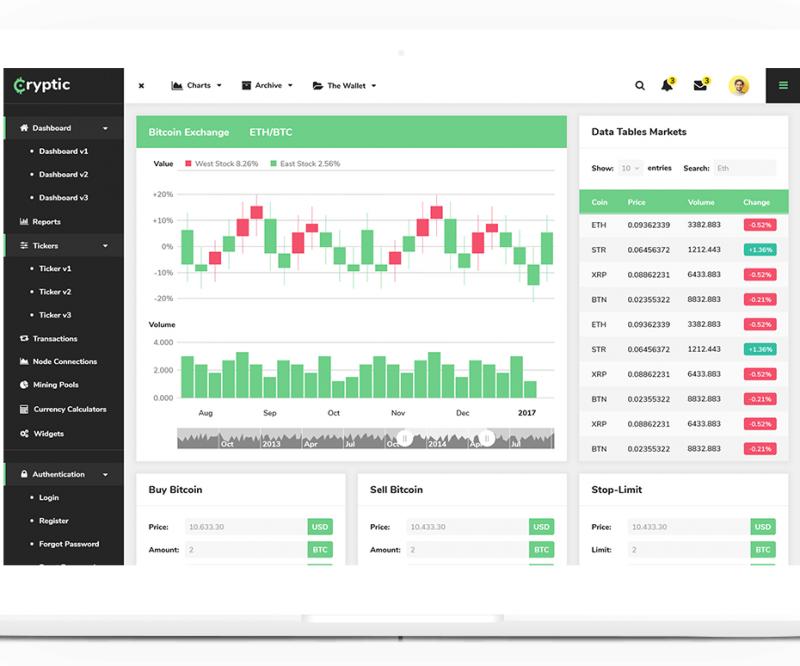 Cryptic
Charts
Archive
The Wallet
3
3
Dashboard
Dashboard v1
Dashboard v2
Dashboard v3
Reports
Tickers
Ticker v1
Ticker v2
Ticker v3
Transactions
Node Connections
Mining Pools
Currency Calculators
Widgets
Authentication
Login
Register
Forgot Password
Bitcoin Exchange ETH/BTC
Value West Stock 8.26% East Stock 2.56%
+20%
+10%
0%
-10%
-20%
Volume
4.000
2.000
0.000
Aug Sep Oct Nov Dec 2017
Oct 2013 Apr Jul Oct 2014 Apr Jul
Data Tables Markets
Show: 10 entries Search: Eth
Coin Price Volume Change
ETH 0.09362339 3382.883 -0.52%
STR 0.06456372 1212.443 +1.36%
XRP 0.08862231 6433.883 -0.52%
BTN 0.02355322 8832.883 -0.21%
ETH 0.09362339 3382.883 -0.52%
STR 0.06456372 1212.443 +1.36%
XRP 0.08862231 6433.883 -0.52%
BTN 0.02355322 8832.883 -0.21%
XRP 0.08862231 6433.883 -0.52%
BTN 0.02355322 8832.883 -0.21%
Buy Bitcoin
Price: 10.633.30 USD
Amount: 2 BTC
Sell Bitcoin
Price: 10.433.30 USD
Amount: 2 BTC
Stop-Limit
Price: 10.433.30 USD
Limit: 2 BTC